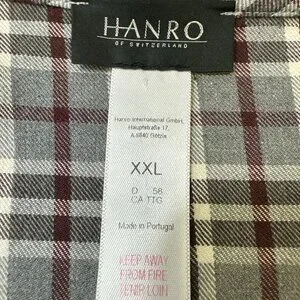 HANRO
OF SWITZERLAND
Hanro International GmbH,
Hauptstraße 17,
A 6840 Götzis
XXL
D 56
CA TTG
Made in Portugal
KEEP AWAY
FROM FIRE
TENIR LOIN